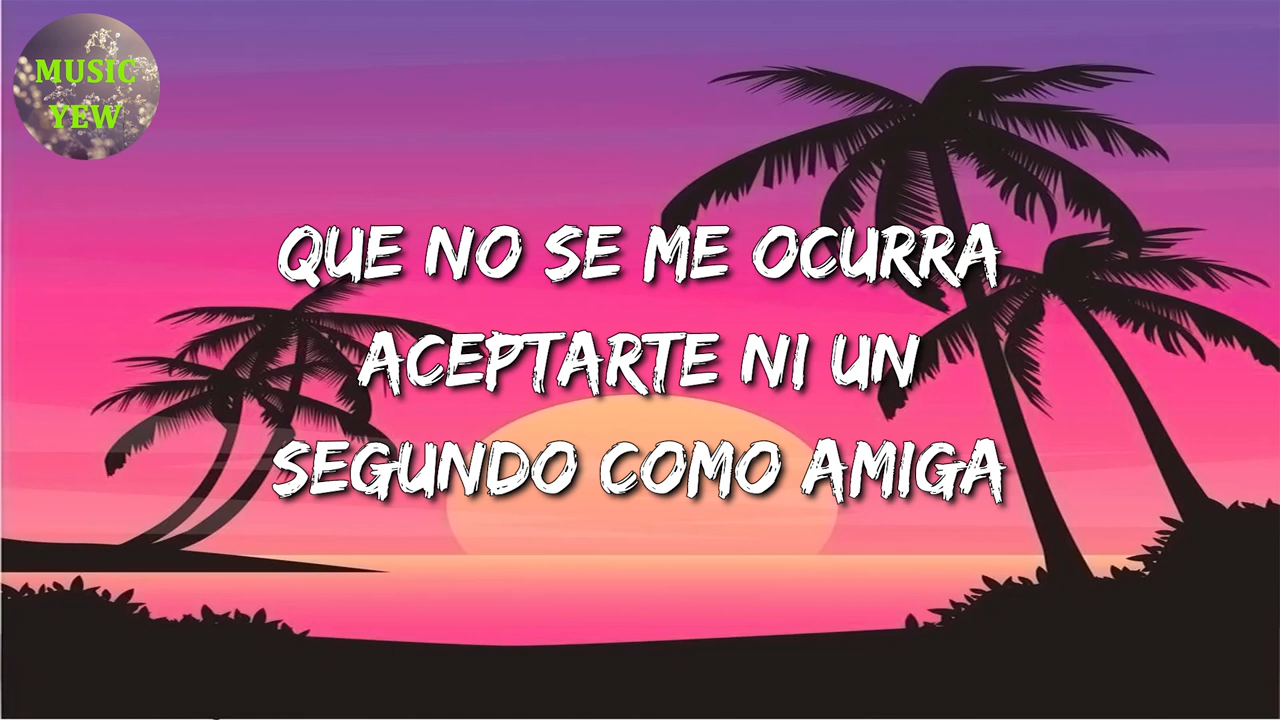 MUSIC
YEW
QUE NO SE ME OCURRA
ACEPTARTE NI UN
SEGUNDO COMO AMIGA